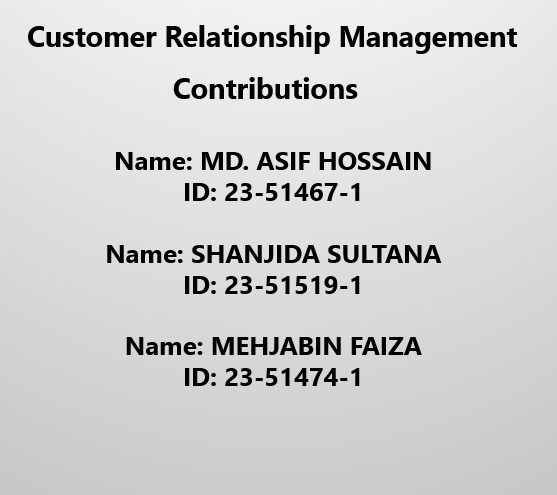 Customer Relationship Management
Contributions
Name: MD. ASIF HOSSAIN
ID: 23-51467-1
Name: SHANJIDA SULTANA
ID: 23-51519-1
Name: MEHJABIN FAIZA
ID: 23-51474-1